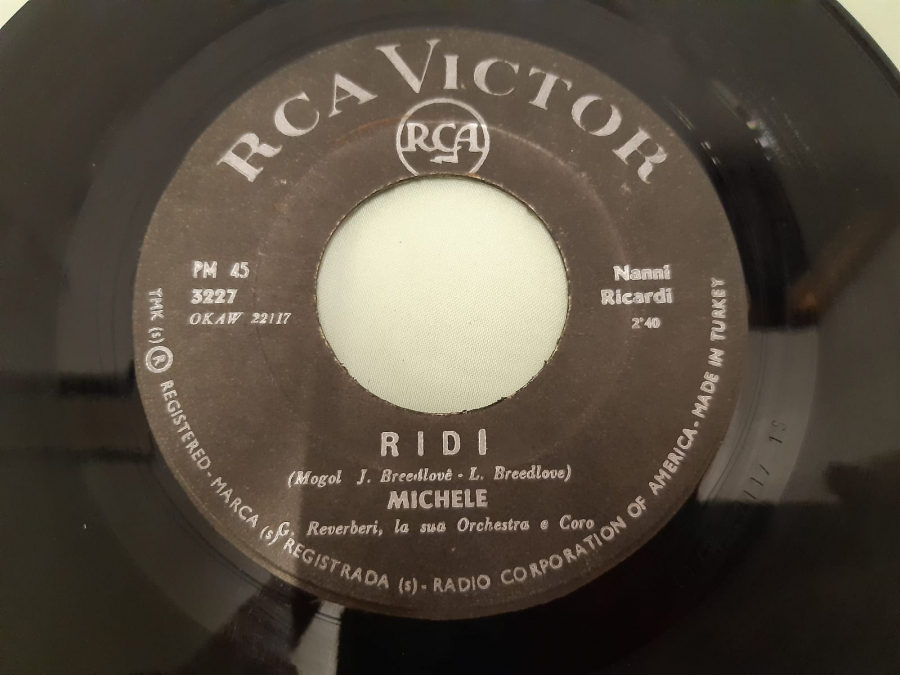 RCA VICTOR
RCA
PM 45
3227
OKAW 22117
Nanni
Ricardi
2'40
RIDI
(Mogol J. Breedlove - L. Breedlove)
MICHELE
G. Reverberi, la sua Orchestra e Coro
TMK (s) ® REGISTERED - MARCA (s) REGISTRADA (s) - RADIO CORPORATION OF AMERICA - MADE IN TURKEY